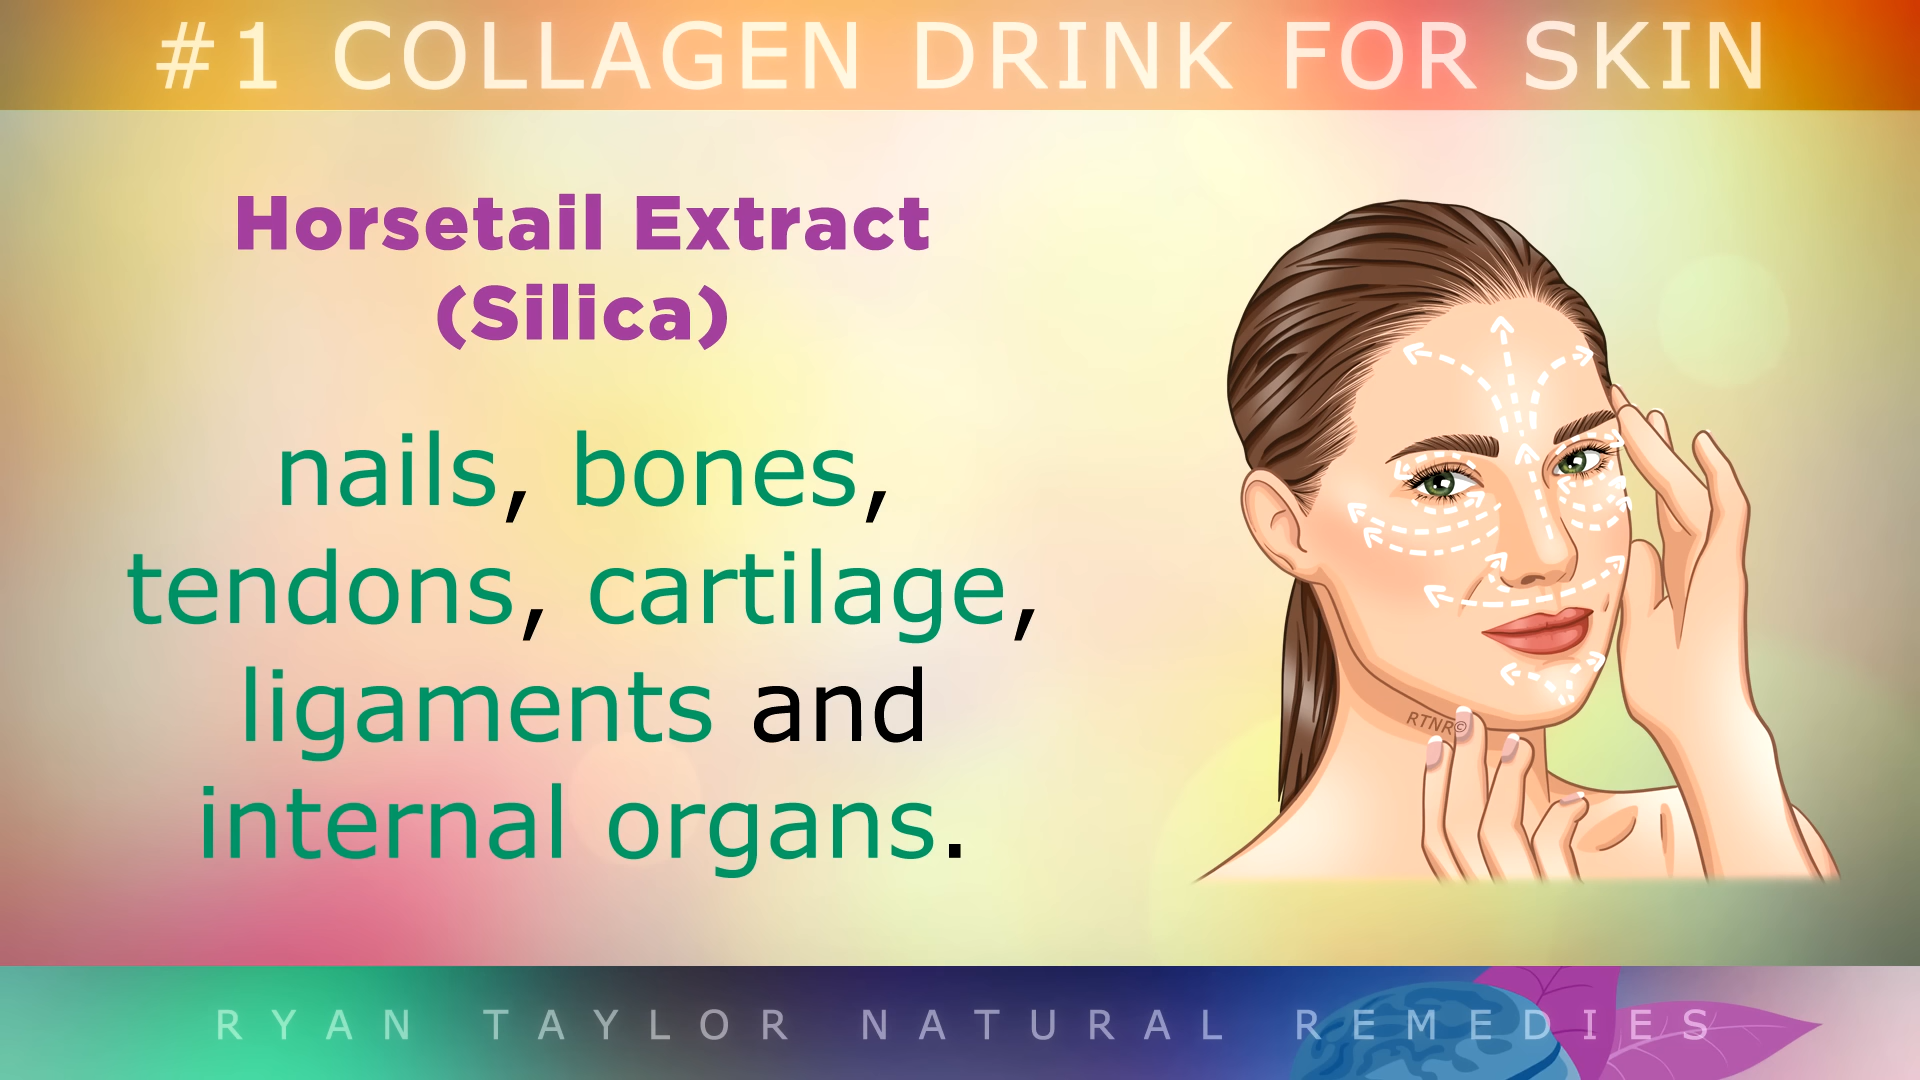 #1 COLLAGEN DRINK FOR SKIN
Horsetail Extract
(Silica)
nails, bones,
tendons, cartilage,
ligaments and
internal organs.
RTNR©
RYAN TAYLOR NATURAL REMEDIES